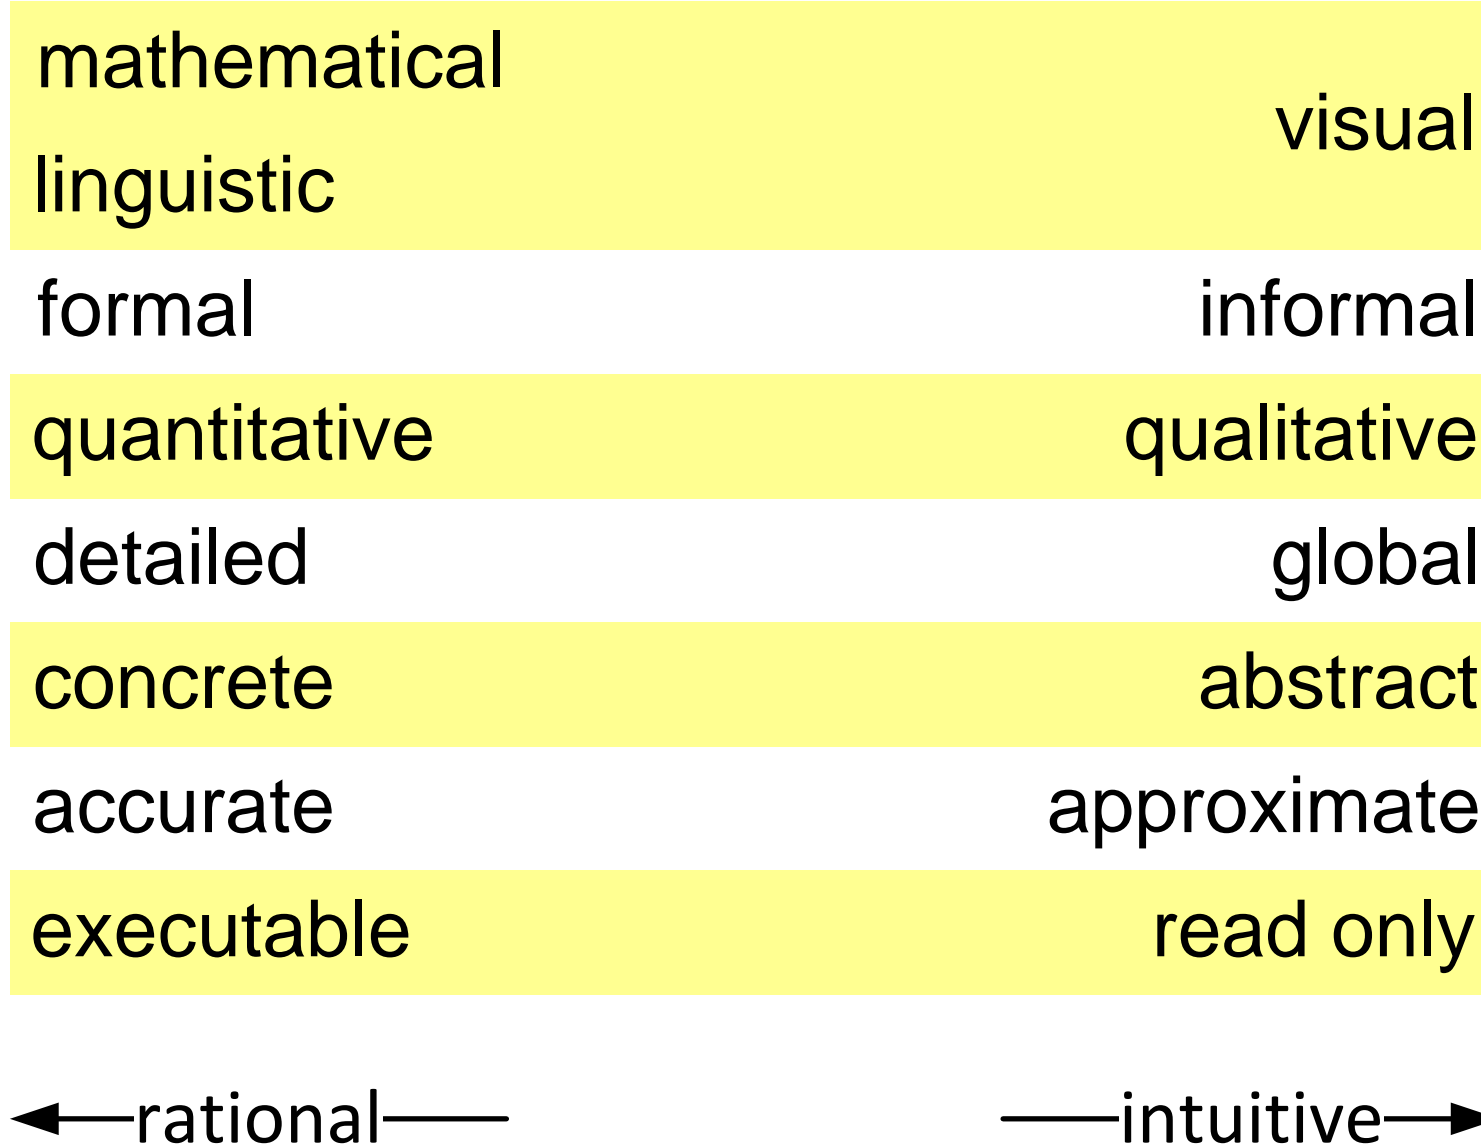 mathematical
visual
linguistic
formal informal
quantitative qualitative
detailed global
concrete abstract
accurate approximate
executable read only
rational intuitive